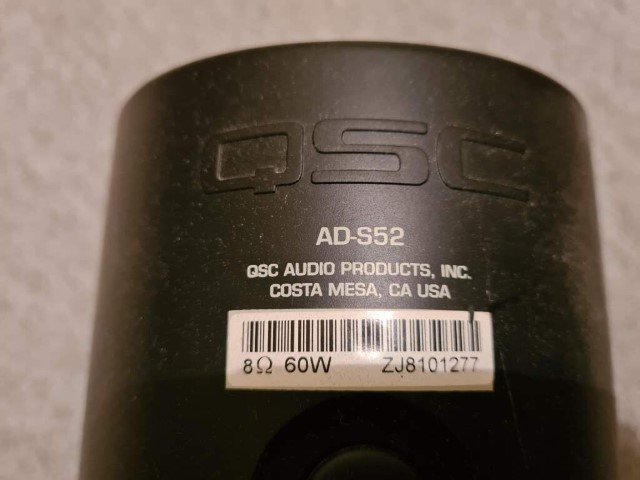 QSC
AD-S52
QSC AUDIO PRODUCTS, INC.
COSTA MESA, CA USA
8Ω 60W ZJ8101277